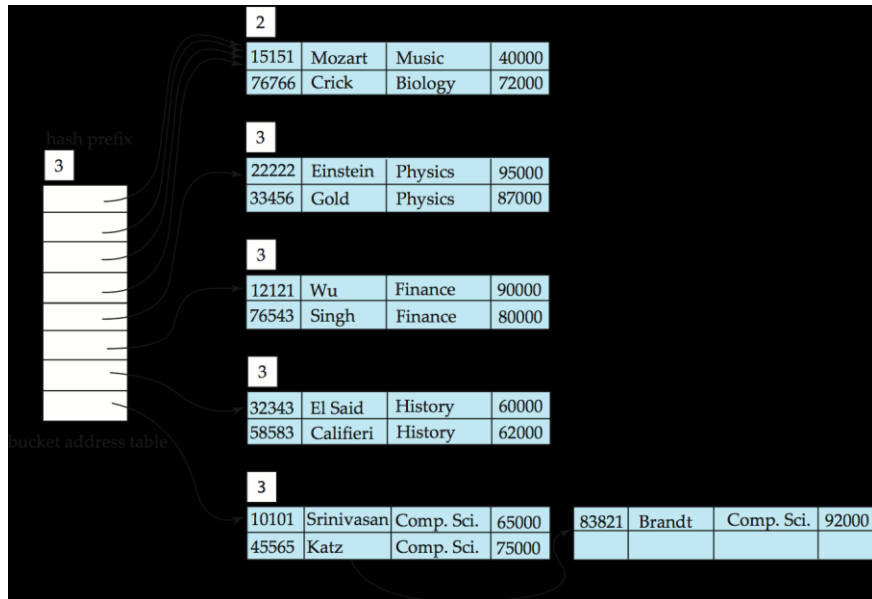 2
15151 Mozart Music 40000
76766 Crick Biology 72000
hash prefix
3
3
22222 Einstein Physics 95000
33456 Gold Physics 87000
3
12121 Wu Finance 90000
76543 Singh Finance 80000
3
32343 El Said History 60000
58583 Califieri History 62000
bucket address table
3
10101 Srinivasan Comp. Sci. 65000
45565 Katz Comp. Sci. 75000
83821 Brandt Comp. Sci. 92000